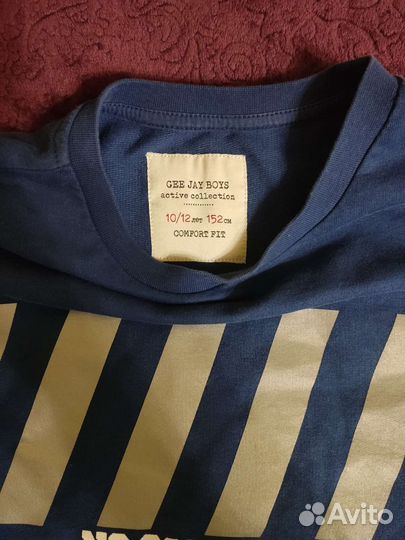 GEE JAY BOYS
active collection
10/12 лет 152 см
COMFORT FIT
Avito